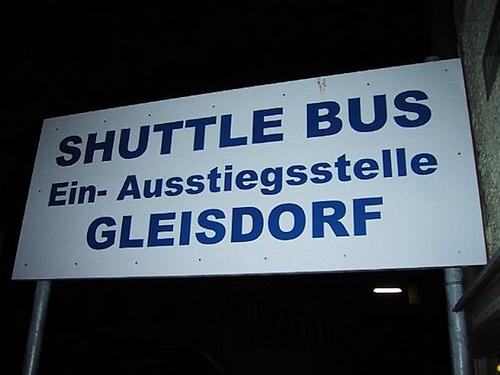 SHUTTLE BUS
Ein- Ausstiegsstelle
GLEISDORF